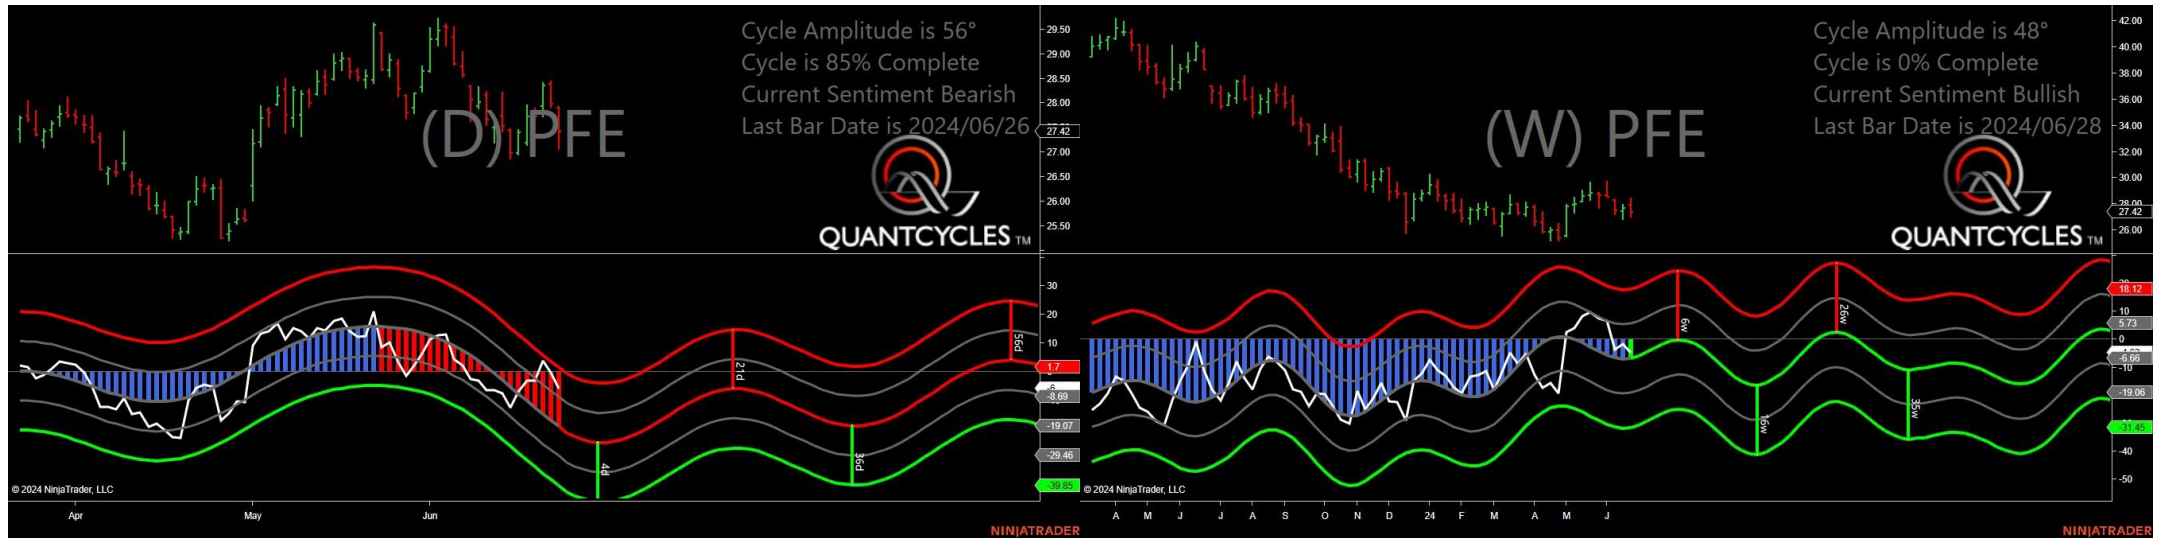 Cycle Amplitude is 56°
Cycle is 85% Complete
Current Sentiment Bearish
Last Bar Date is 2024/06/26
(D) PFE
QUANTCYCLES TM
29.50
29.00
28.50
28.00
27.42
27.00
26.50
26.00
25.50
30
20
10
1.7
-6
-8.69
-19.07
-29.46
-39.85
4d
21d
36d
56d
© 2024 NinjaTrader, LLC
Apr May Jun
NINJATRADER
Cycle Amplitude is 48°
Cycle is 0% Complete
Current Sentiment Bullish
Last Bar Date is 2024/06/28
(W) PFE
QUANTCYCLES TM
42.00
40.00
38.00
36.00
34.00
32.00
30.00
28.00
27.42
26.00
18.12
10
5.73
0
-6.66
-10
-19.06
-31.45
-40
-50
6w
16w
26w
35w
© 2024 NinjaTrader, LLC
A M J J A S O N D 24 F M A M J
NINJATRADER